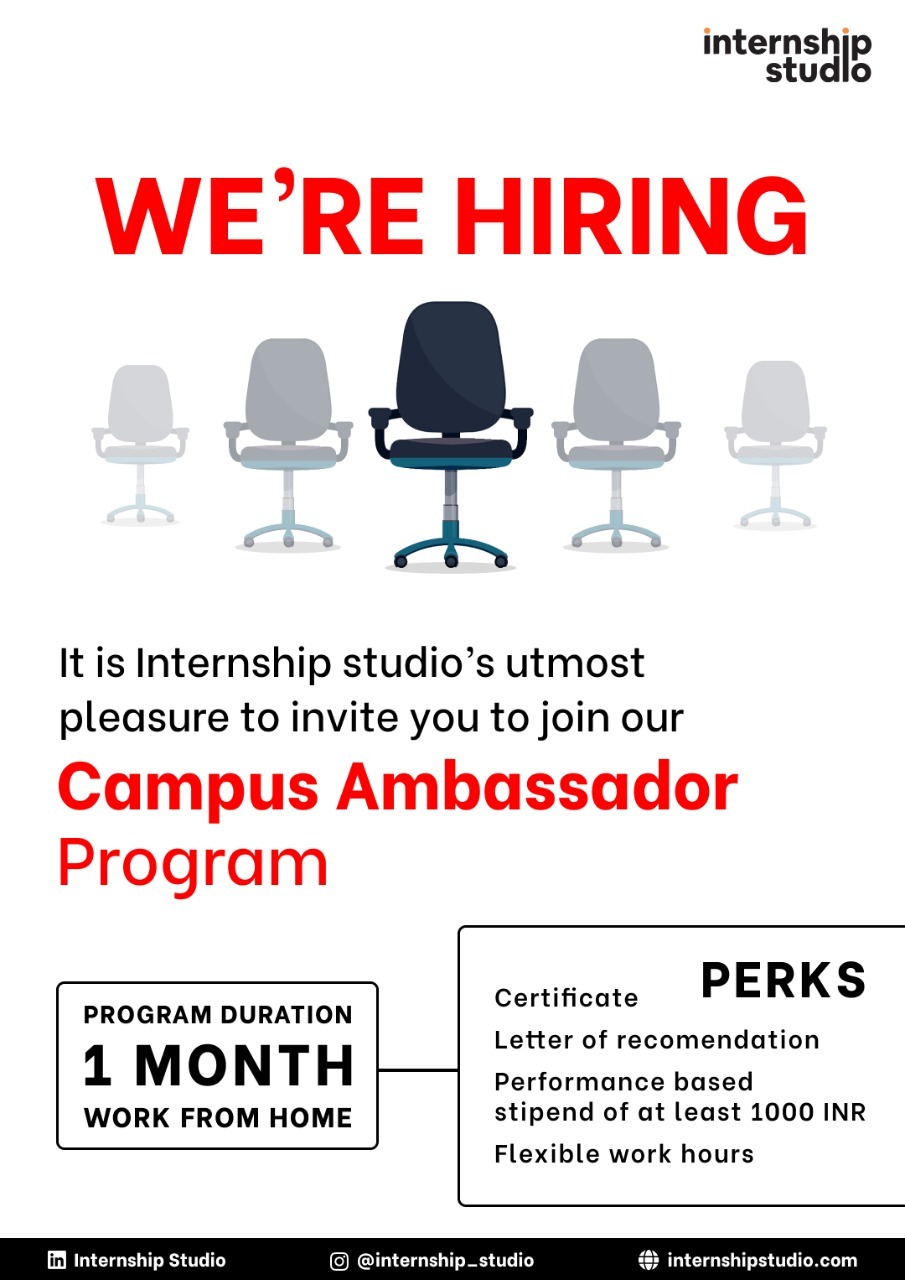 internship
studio
WE’RE HIRING
It is Internship studio’s utmost
pleasure to invite you to join our
Campus Ambassador
Program
PROGRAM DURATION
1 MONTH
WORK FROM HOME
PERKS
Certificate
Letter of recomendation
Performance based
stipend of at least 1000 INR
Flexible work hours
in Internship Studio
@internship_studio
internshipstudio.com